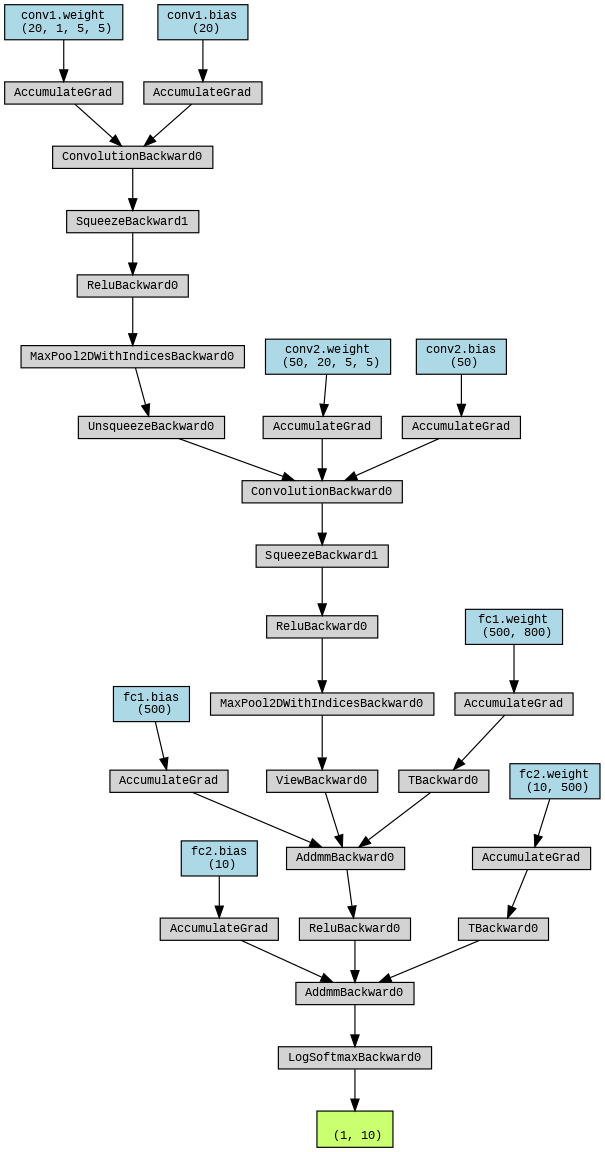 conv1.weight
(20, 1, 5, 5)
conv1.bias
(20)
AccumulateGrad
AccumulateGrad
ConvolutionBackward0
SqueezeBackward1
ReluBackward0
MaxPool2DWithIndicesBackward0
conv2.weight
(50, 20, 5, 5)
conv2.bias
(50)
UnsqueezeBackward0
AccumulateGrad
AccumulateGrad
ConvolutionBackward0
SqueezeBackward1
ReluBackward0
fc1.weight
(500, 800)
fc1.bias
(500)
MaxPool2DWithIndicesBackward0
AccumulateGrad
AccumulateGrad
ViewBackward0
TBackward0
fc2.weight
(10, 500)
fc2.bias
(10)
AddmmBackward0
AccumulateGrad
AccumulateGrad
ReluBackward0
TBackward0
AddmmBackward0
LogSoftmaxBackward0
(1, 10)